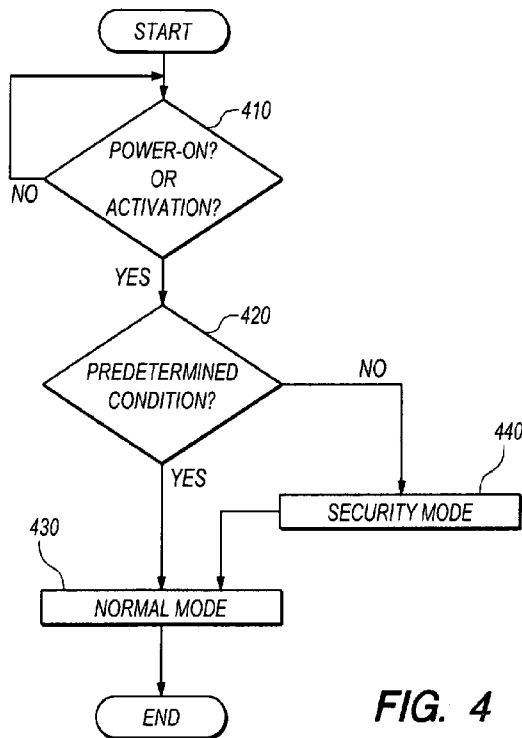 START
410
POWER-ON?
OR
ACTIVATION?
NO
YES
420
PREDETERMINED
CONDITION?
NO
YES
440
SECURITY MODE
430
NORMAL MODE
END
FIG. 4